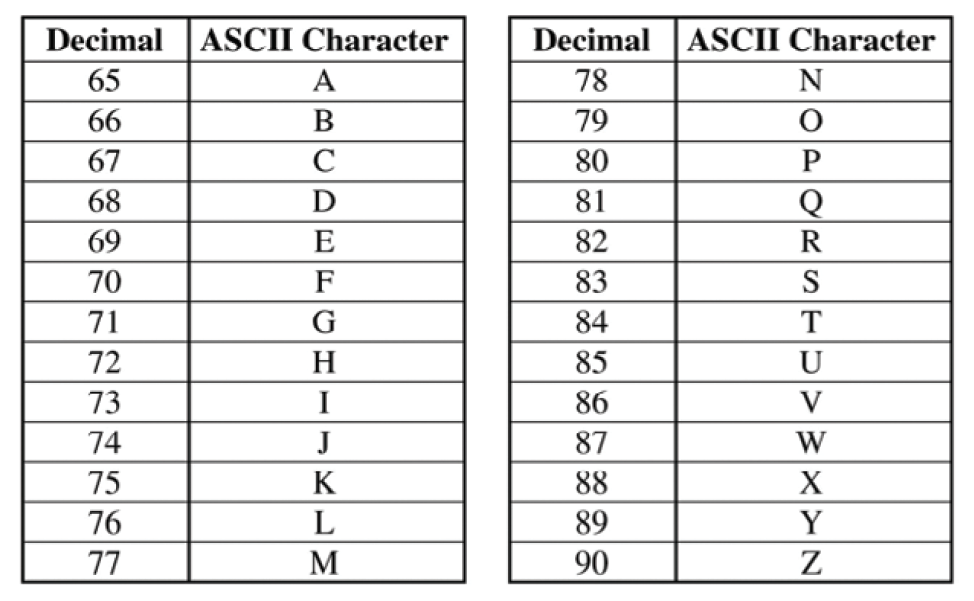 Decimal ASCII Character
65 A
66 B
67 C
68 D
69 E
70 F
71 G
72 H
73 I
74 J
75 K
76 L
77 M
Decimal ASCII Character
78 N
79 O
80 P
81 Q
82 R
83 S
84 T
85 U
86 V
87 W
88 X
89 Y
90 Z